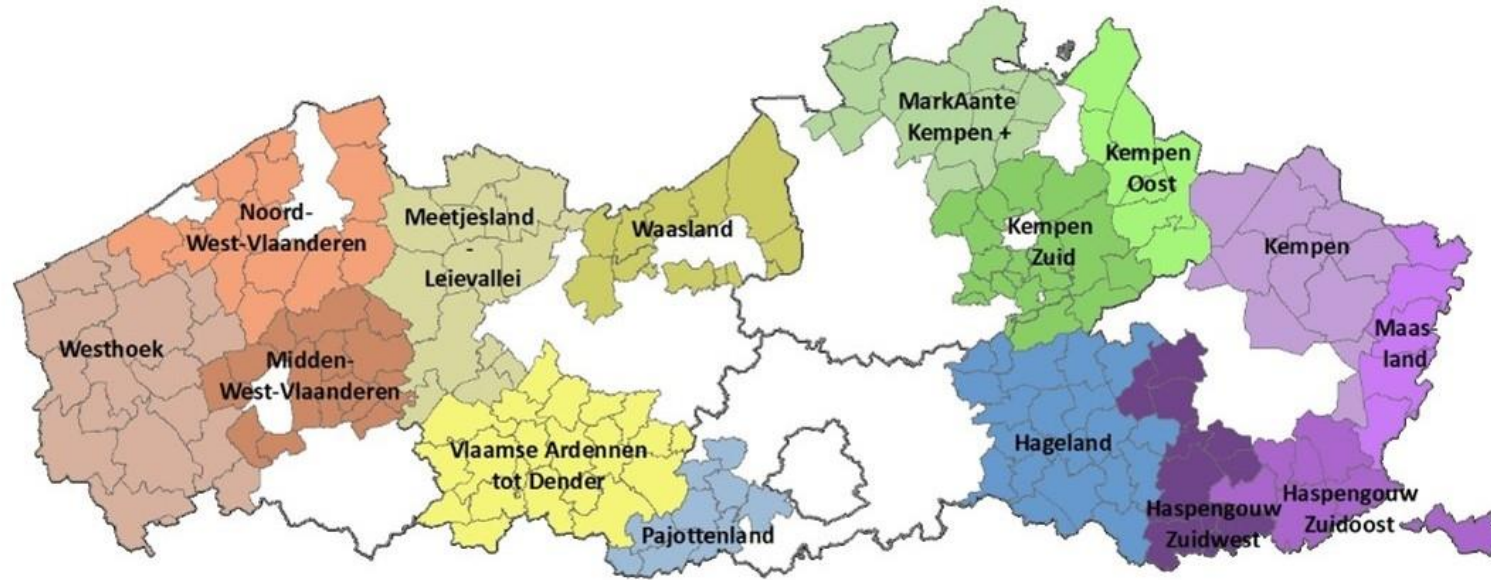 MarkAante
Kempen +
Kempen
Oost
Noord-
West-Vlaanderen
Meetjesland
-
Leievallei
Waasland
Kempen
Zuid
Kempen
Maas-
land
Westhoek
Midden-
West-Vlaanderen
Vlaamse Ardennen
tot Dender
Pajottenland
Hageland
Haspengouw
Zuidwest
Haspengouw
Zuidoost